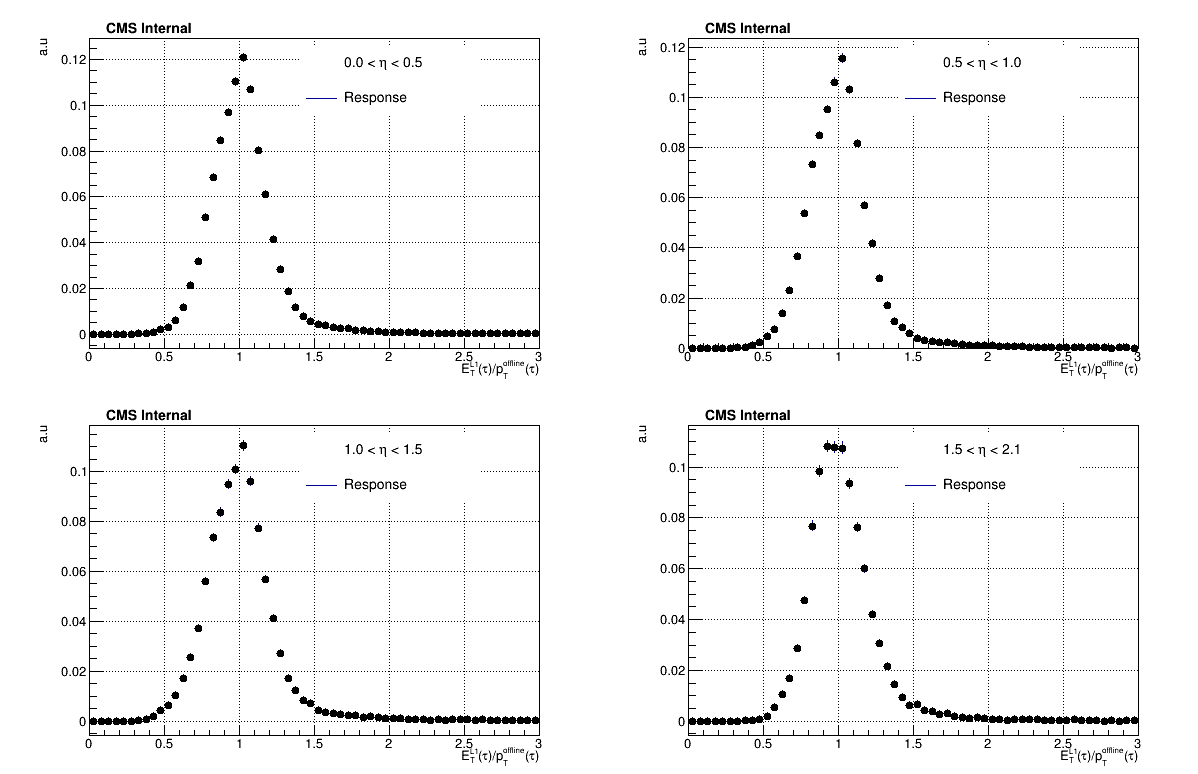 CMS Internal
a.u
0.0 < η < 0.5
Response
0.12
0.1
0.08
0.06
0.04
0.02
0
0 0.5 1 1.5 2 2.5 3
E_T^L1(τ)/p_T^offline(τ)
CMS Internal
a.u
0.5 < η < 1.0
Response
0.12
0.1
0.08
0.06
0.04
0.02
0
0.5 1 1.5 2 2.5 3
E_T^L1(τ)/p_T^offline(τ)
CMS Internal
a.u
1.0 < η < 1.5
Response
0.1
0.08
0.06
0.04
0.02
0
0 0.5 1 1.5 2 2.5 3
E_T^L1(τ)/p_T^offline(τ)
CMS Internal
a.u
1.5 < η < 2.1
Response
0.1
0.08
0.06
0.04
0.02
0
0 0.5 1 1.5 2 2.5 3
E_T^L1(τ)/p_T^offline(τ)